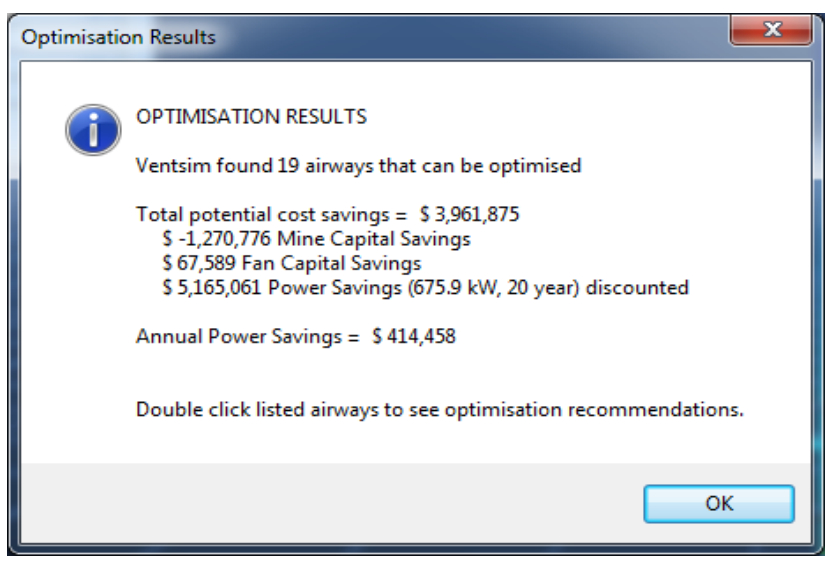 Optimisation Results
OPTIMISATION RESULTS
Ventsim found 19 airways that can be optimised
Total potential cost savings = $ 3,961,875
$ -1,270,776 Mine Capital Savings
$ 67,589 Fan Capital Savings
$ 5,165,061 Power Savings (675.9 kW, 20 year) discounted
Annual Power Savings = $ 414,458
Double click listed airways to see optimisation recommendations.
OK